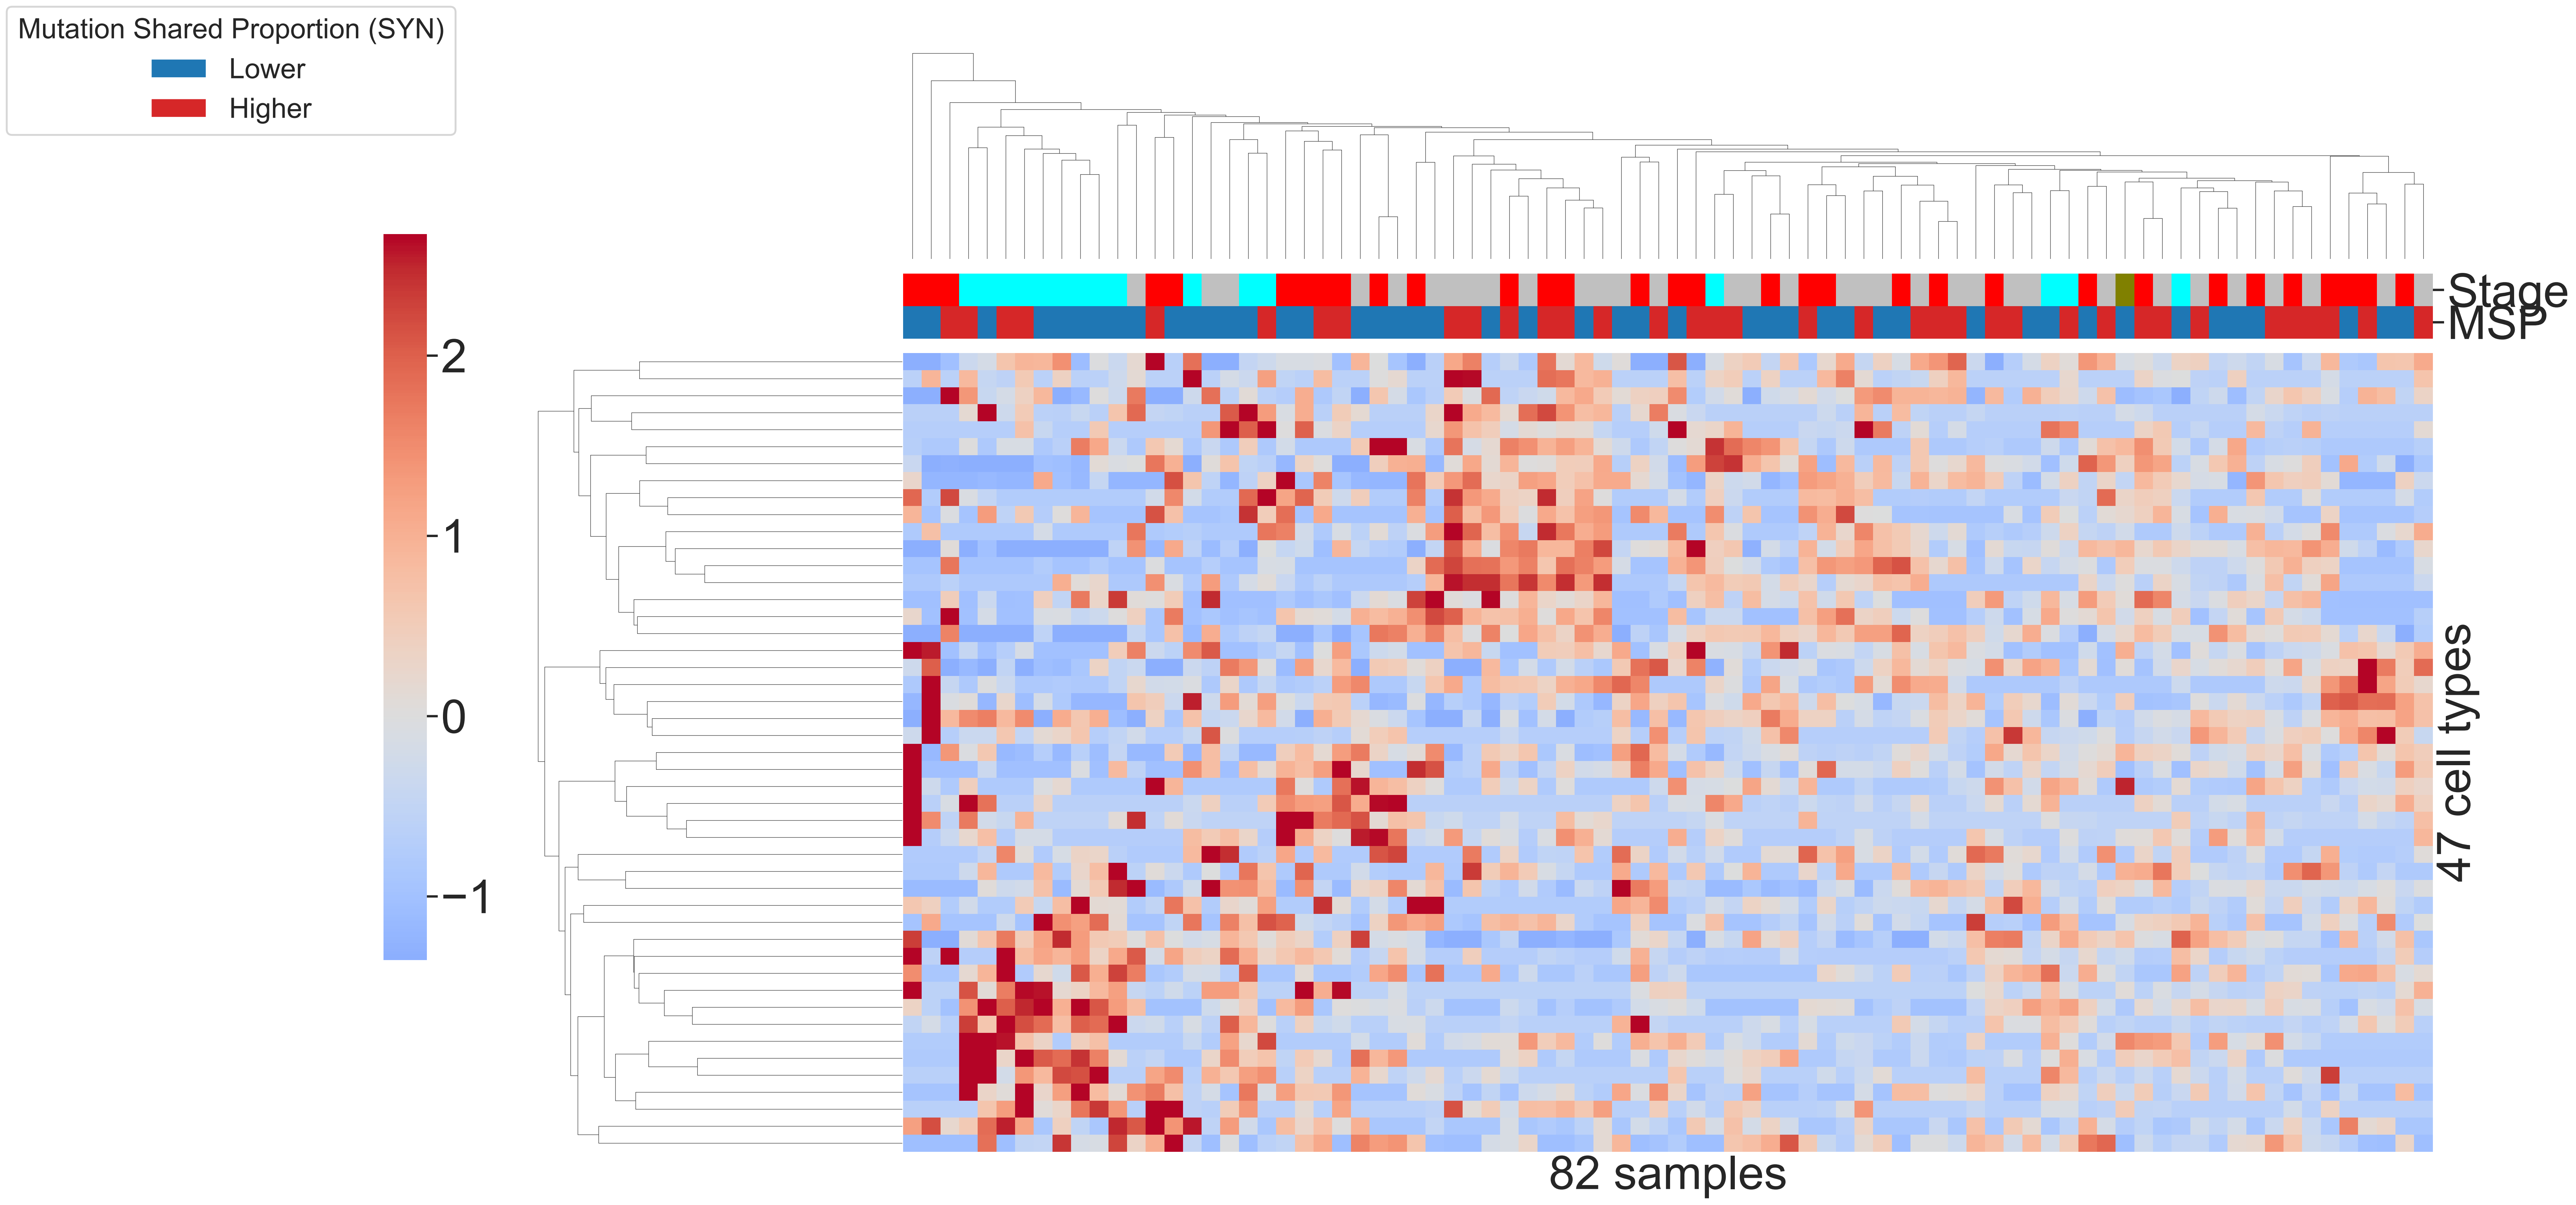 Mutation Shared Proportion (SYN)
Lower
Higher
2
1
0
−1
Stage
MSP
47 cell types
82 samples